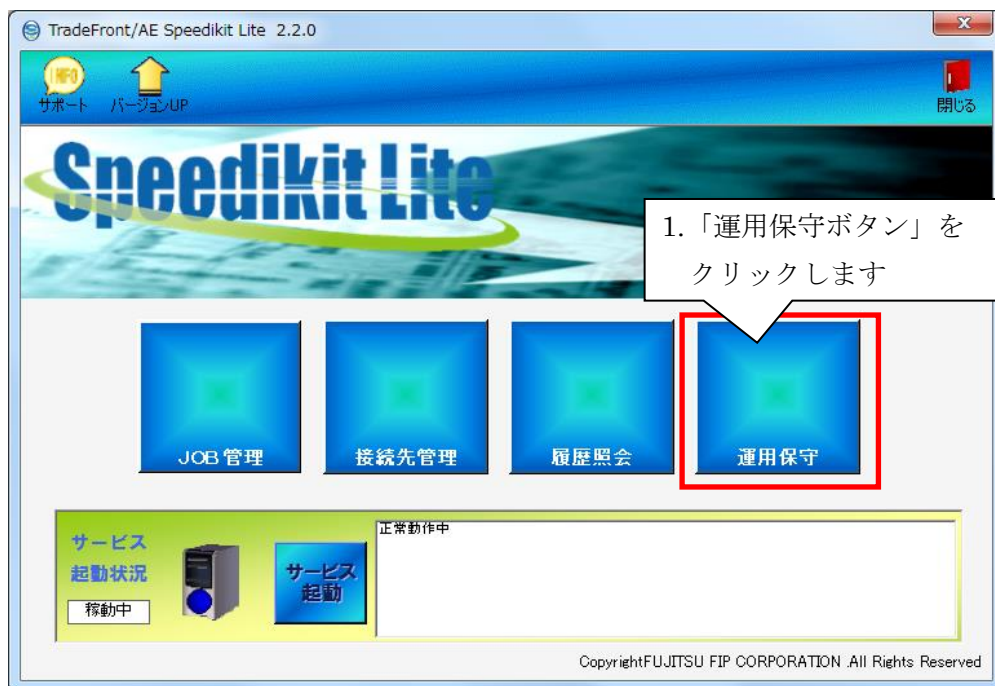 TradeFront/AE Speedikit Lite 2.2.0
INFO
サポート バージョンUP
閉じる
Speedikit Lite
1.「運用保守ボタン」を
クリックします
JOB管理 接続先管理 履歴照会 運用保守
サービス
起動状況
稼動中
サービス
起動
正常動作中
CopyrightFUJITSU FIP CORPORATION .All Rights Reserved